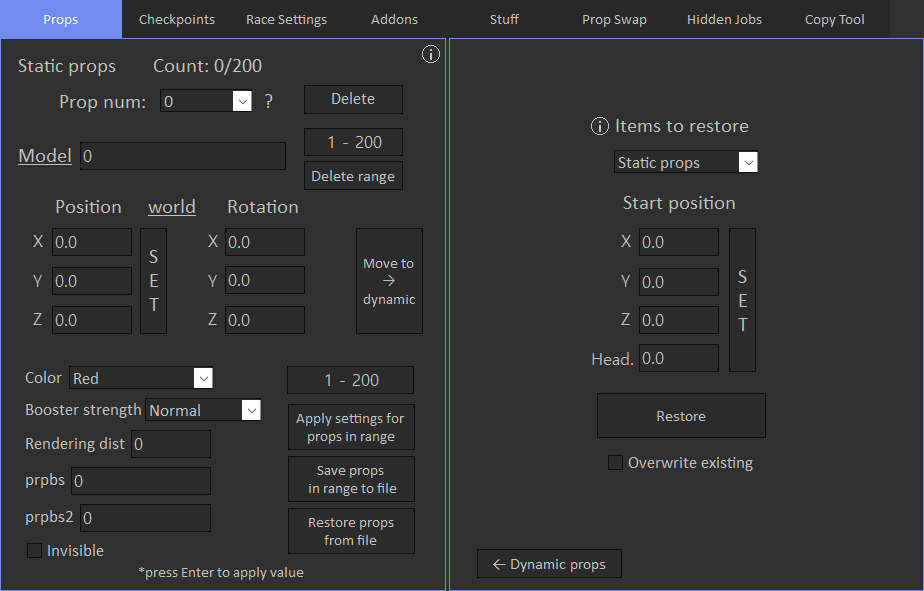 Props Checkpoints Race Settings Addons Stuff Prop Swap Hidden Jobs Copy Tool
Static props Count: 0/200
Prop num: 0 ?
Delete
Model 0
1 - 200
Delete range
Position world Rotation
X 0.0 X 0.0
Y 0.0 Y 0.0
Z 0.0 Z 0.0
S
E
T
Move to
→
dynamic
Color Red
Booster strength Normal
Rendering dist 0
prpbs 0
prpbs2 0
Invisible
1 - 200
Apply settings for
props in range
Save props
in range to file
Restore props
from file
*press Enter to apply value
Items to restore
Static props
Start position
X 0.0
Y 0.0
Z 0.0
Head. 0.0
S
E
T
Restore
Overwrite existing
← Dynamic props